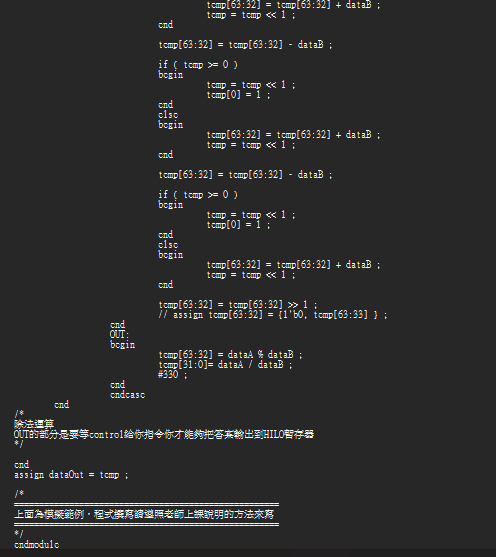 temp[63:32] = temp[63:32] + dataB ;
temp = temp << 1 ;
end
temp[63:32] = temp[63:32] - dataB ;
if ( temp >= 0 )
begin
temp = temp << 1 ;
temp[0] = 1 ;
end
else
begin
temp[63:32] = temp[63:32] + dataB ;
temp = temp << 1 ;
end
temp[63:32] = temp[63:32] - dataB ;
if ( temp >= 0 )
begin
temp = temp << 1 ;
temp[0] = 1 ;
end
else
begin
temp[63:32] = temp[63:32] + dataB ;
temp = temp << 1 ;
end
temp[63:32] = temp[63:32] >> 1 ;
// assign temp[63:32] = {1'b0, temp[63:33] } ;
end
OUT:
begin
temp[63:32] = dataA % dataB ;
temp[31:0]= dataA / dataB ;
#330 ;
end
endcase
end
/*
除法運算
OUT的部分是要等control給你指令你才能夠把答案輸出到HILO暫存器
*/
end
assign dataOut = temp ;
/*
=====================================================
上面為模擬範例，程式撰寫請遵照老師上課說明的方法來寫
=====================================================
*/
endmodule